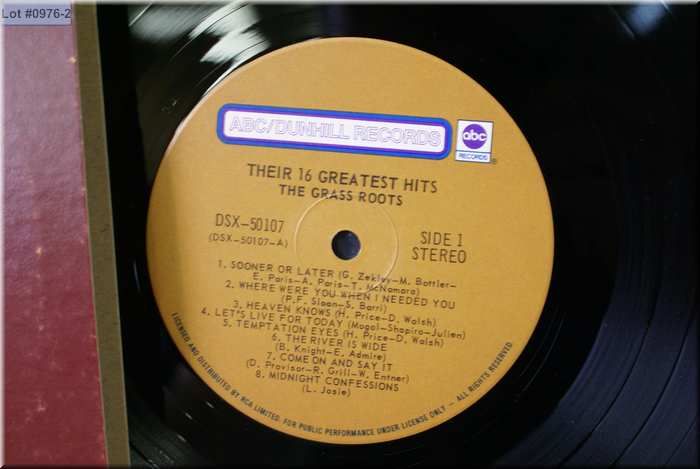 Lot #0976-2
ABC/DUNHILL RECORDS
abc
RECORDS
®
THEIR 16 GREATEST HITS
THE GRASS ROOTS
DSX-50107
(DSX-50107-A)
SIDE 1
STEREO
1. SOONER OR LATER (G. Zekley-M. Bottler-
E. Paris-A. Paris-T. McNamara)
2. WHERE WERE YOU WHEN I NEEDED YOU
(P.F. Sloan-S. Barri)
3. HEAVEN KNOWS (H. Price-D. Walsh)
4. LET'S LIVE FOR TODAY (Mogol-Shapiro-Julien)
5. TEMPTATION EYES (H. Price-D. Walsh)
6. THE RIVER IS WIDE
(B. Knight-E. Admire)
7. COME ON AND SAY IT
(D. Provisor-R. Grill-W. Entner)
8. MIDNIGHT CONFESSIONS
(L. Josie)
LICENSED AND DISTRIBUTED BY RCA LIMITED. FOR PUBLIC PERFORMANCE UNDER LICENSE ONLY - ALL RIGHTS RESERVED